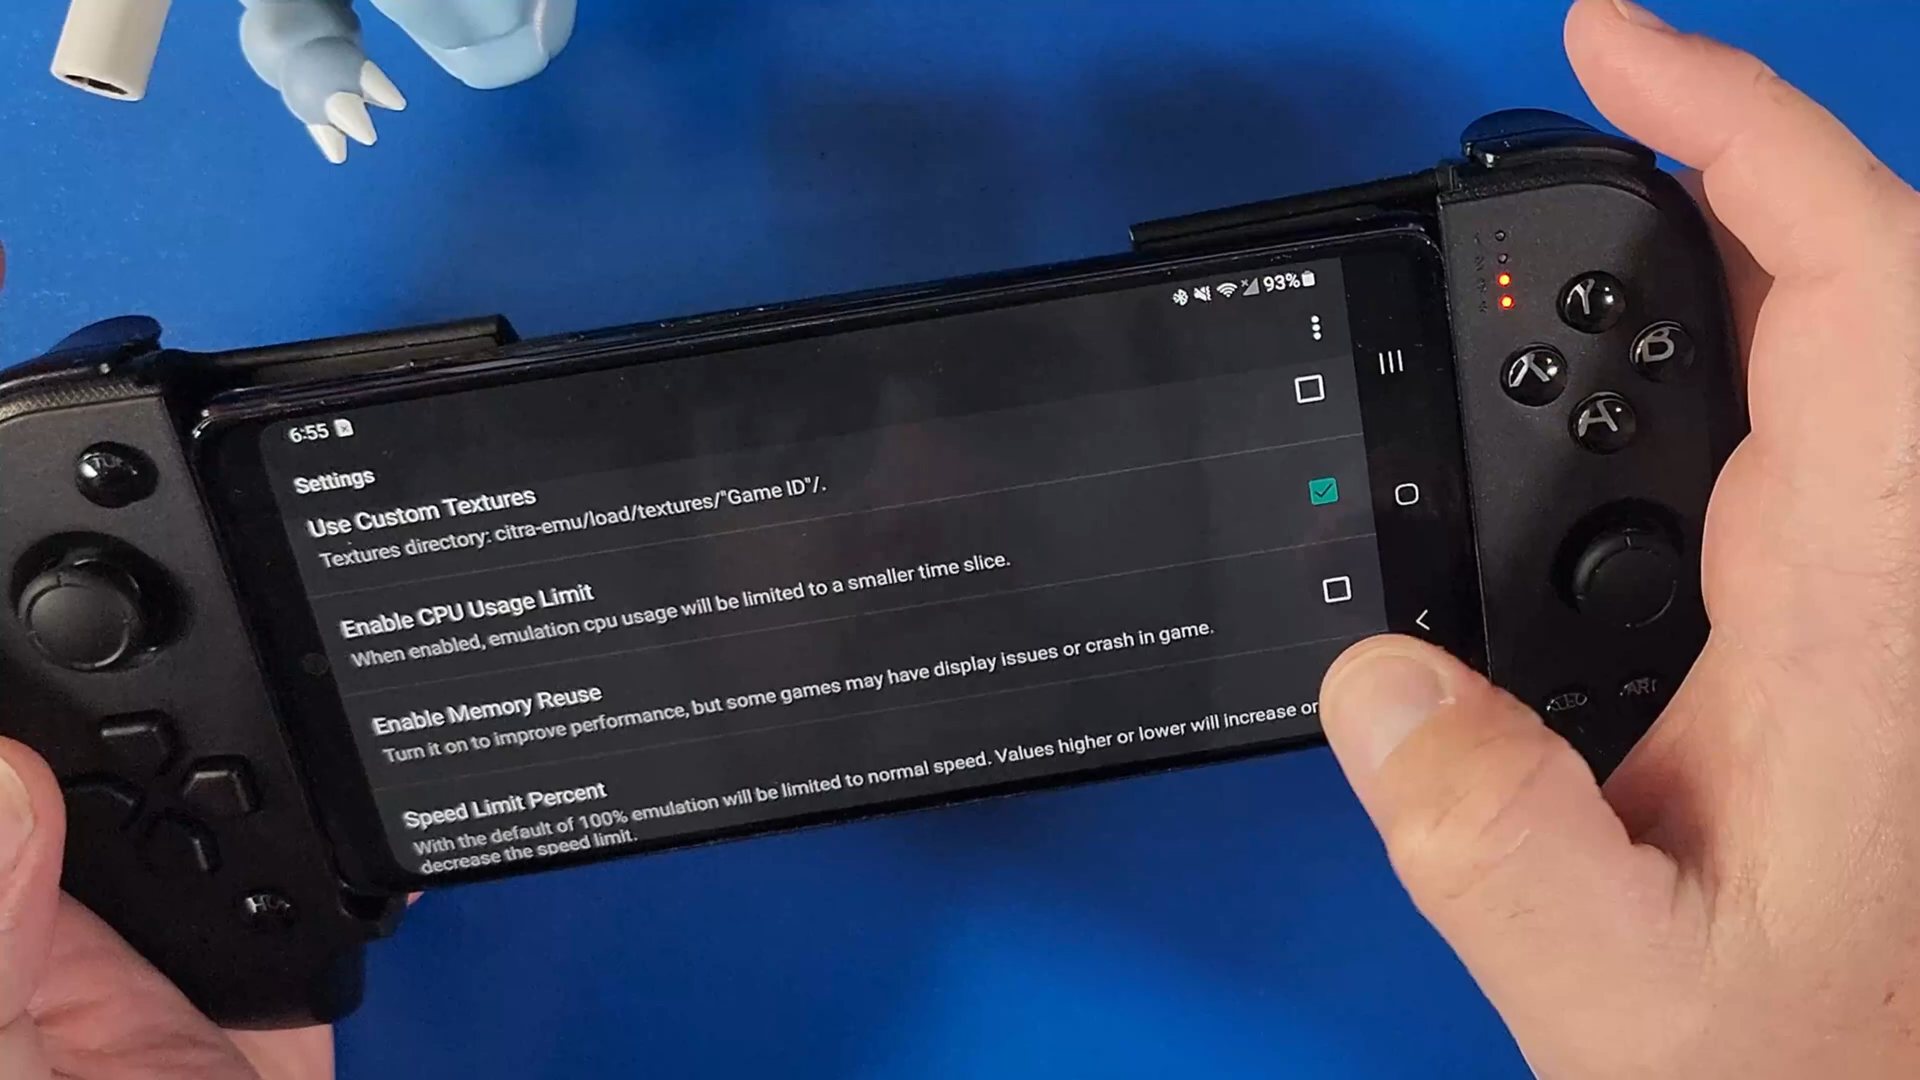 6:55
93%
Settings
Use Custom Textures
Textures directory: citra-emu/load/textures/"Game ID"/.
Enable CPU Usage Limit
When enabled, emulation cpu usage will be limited to a smaller time slice.
Enable Memory Reuse
Turn it on to improve performance, but some games may have display issues or crash in game.
Speed Limit Percent
With the default of 100% emulation will be limited to normal speed. Values higher or lower will increase or
decrease the speed limit.
Y
B
X
A